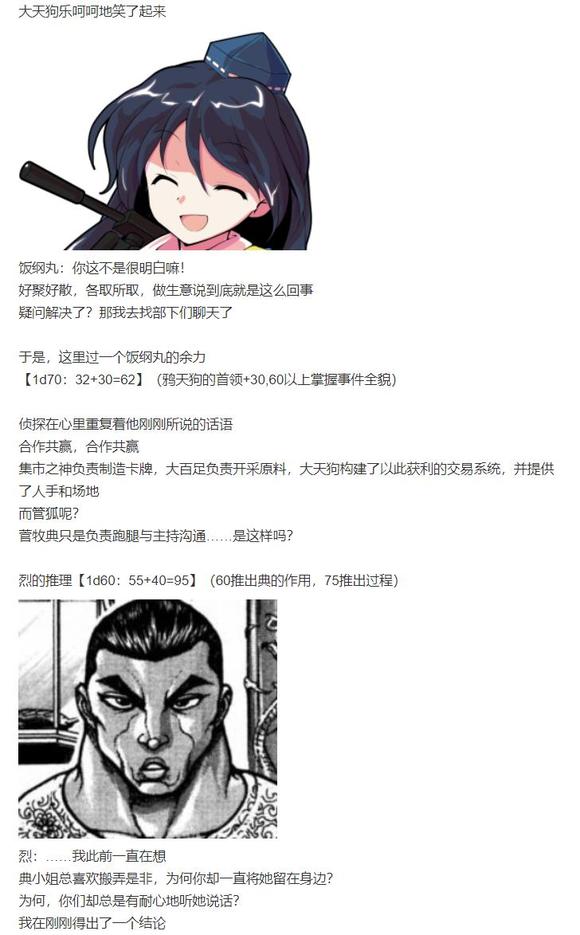 大天狗乐呵呵地笑了起来
饭纲丸：你这不是很明白嘛！
好聚好散，各取所取，做生意说到底就是这么回事
疑问解决了？那我去找部下们聊天了
于是，这里过一个饭纲丸的余力
【1d70：32+30=62】（鸦天狗的首领+30,60以上掌握事件全貌）
侦探在心里重复着他刚刚所说的话语
合作共赢，合作共赢
集市之神负责制造卡牌，大百足负责开采原料，大天狗构建了以此获利的交易系统，并提供
了人手和场地
而管狐呢？
菅牧典只是负责跑腿与主持沟通……是这样吗？
烈的推理【1d60：55+40=95】（60推出典的作用，75推出过程）
烈：……我此前一直在想
典小姐总喜欢搬弄是非，为何你却一直将她留在身边？
为何，你们却总是有耐心地听她说话？
我在刚刚得出了一个结论